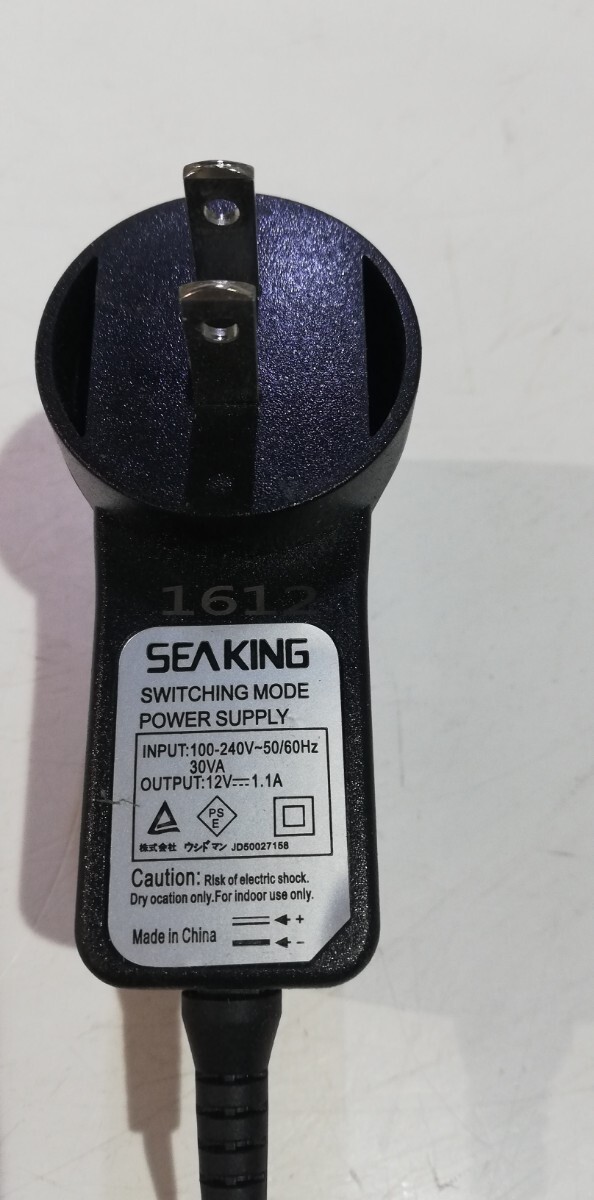 1612
SEAKING
SWITCHING MODE
POWER SUPPLY
INPUT:100-240V~50/60Hz
30VA
OUTPUT:12V⎓1.1A
PS
E
株式会社 ウシドマン JD50027158
Caution: Risk of electric shock.
Dry ocation only.For indoor use only.
+
Made in China
-